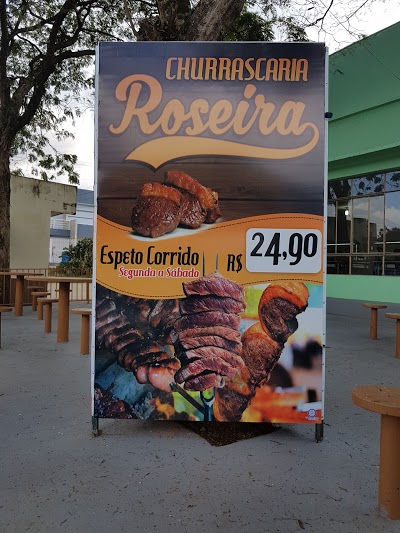 CHURRASCARIA
Roseira
Espeto Corrido
Segunda a Sábado
R$ 24,90